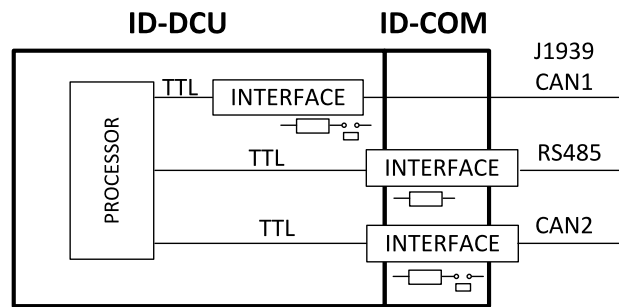 ID-DCU ID-COM
J1939
CAN1
TTL INTERFACE
PROCESSOR
TTL INTERFACE RS485
TTL INTERFACE CAN2